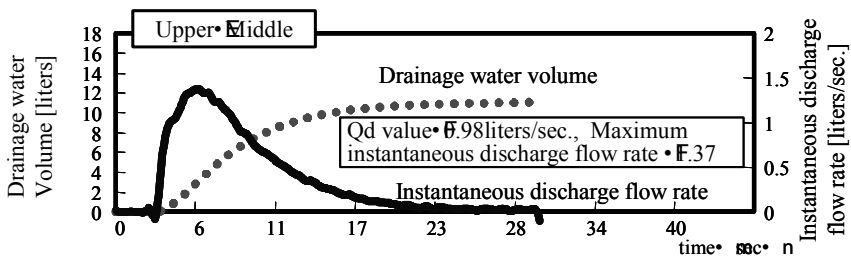 Upper•Middle
Drainage water
Volume [liters]
18
16
14
12
10
8
6
4
2
0
Drainage water volume
Qd value• .98liters/sec., Maximum
instantaneous discharge flow rate • .37
Instantaneous discharge flow rate
2
1.5
1
0.5
0
Instantaneous discharge
flow rate [liters/sec.]
0 6 11 17 23 28 34 40
time• sec•